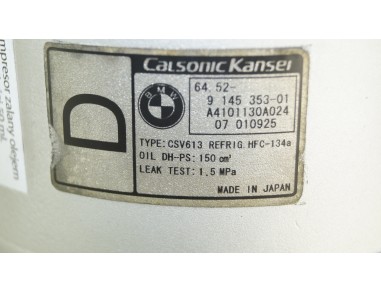 Calsonic Kansei
D
BMW
64.52-
9 145 353-01
A4101130A024
07 010925
TYPE: CSV613 REFRIG. HFC-134a
OIL DH-PS: 150 cm³
LEAK TEST: 1.5 MPa
MADE IN JAPAN
mpresor zalany olejem.